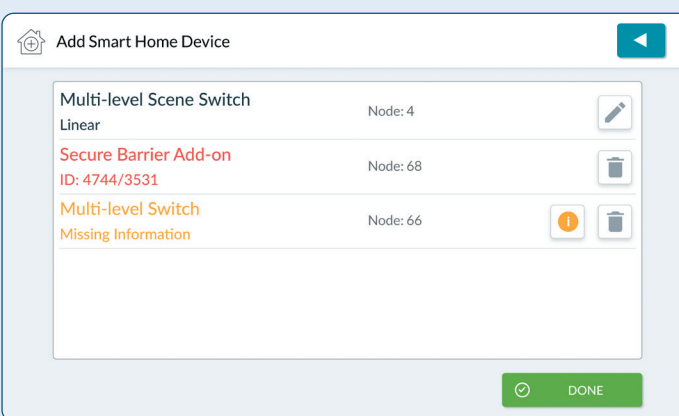 Add Smart Home Device
Multi-level Scene Switch
Linear
Node: 4
Secure Barrier Add-on
ID: 4744/3531
Node: 68
Multi-level Switch
Missing Information
Node: 66
i
DONE